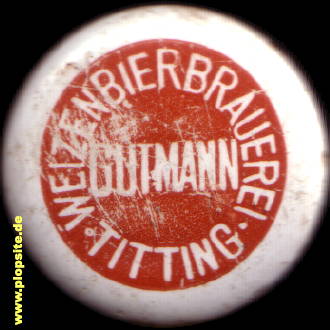 WEIZENBIERBRAUEREI
GUTMANN
· TITTING ·
www.plopsite.de